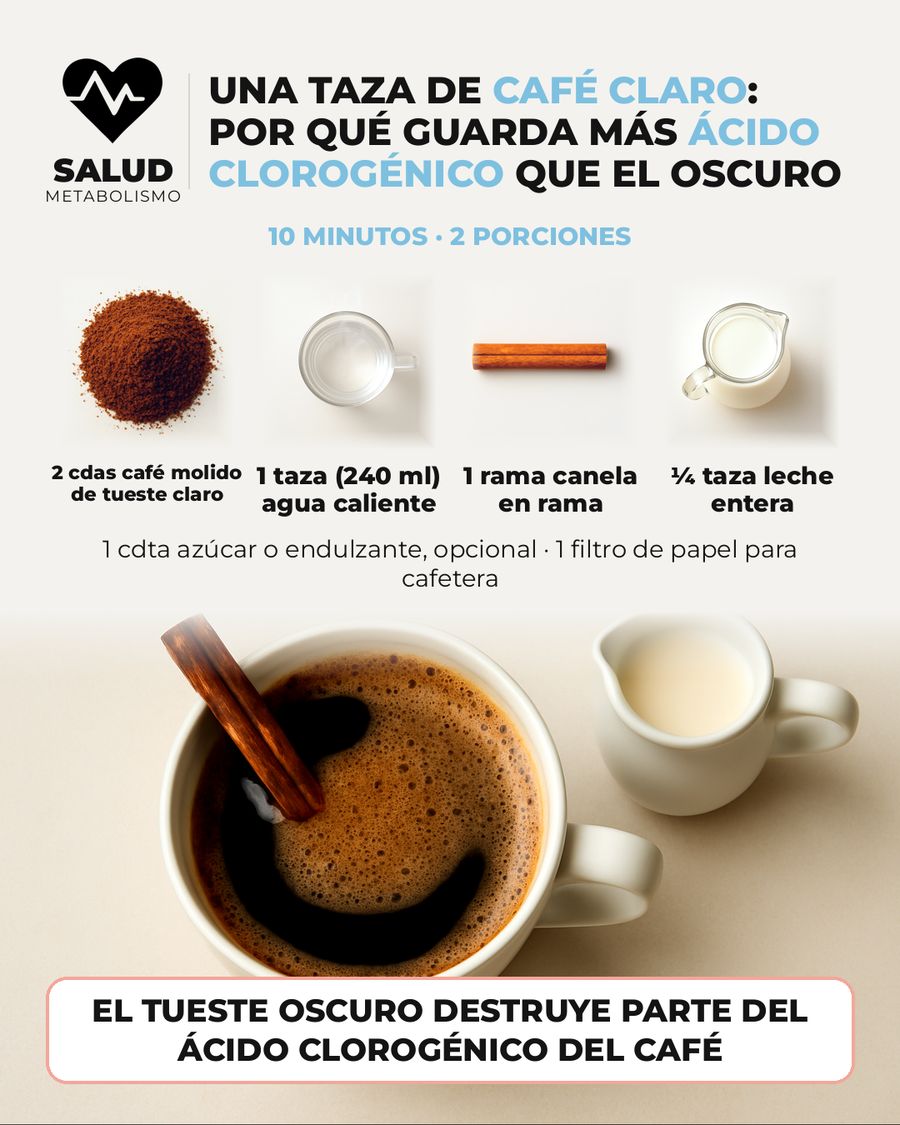 SALUD
METABOLISMO
UNA TAZA DE CAFÉ CLARO:
POR QUÉ GUARDA MÁS ÁCIDO
CLOROGÉNICO QUE EL OSCURO
10 MINUTOS · 2 PORCIONES
2 cdas café molido
de tueste claro
1 taza (240 ml)
agua caliente
1 rama canela
en rama
¼ taza leche
entera
1 cdta azúcar o endulzante, opcional · 1 filtro de papel para
cafetera
EL TUESTE OSCURO DESTRUYE PARTE DEL
ÁCIDO CLOROGÉNICO DEL CAFÉ